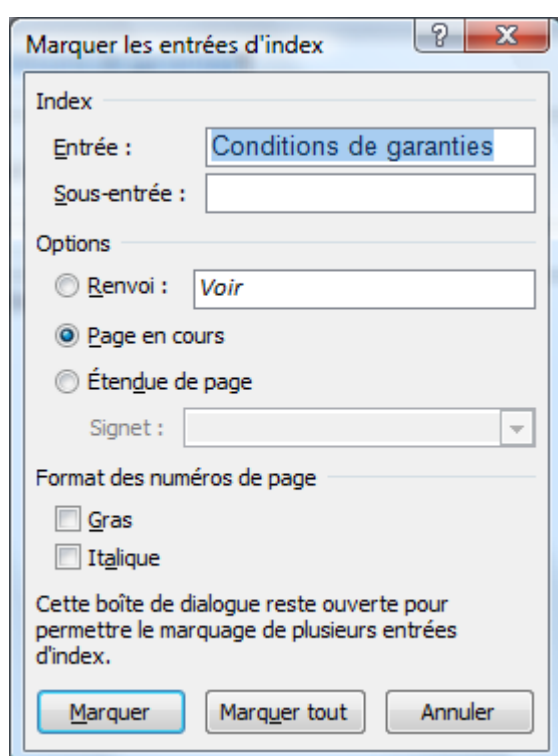 Marquer les entrées d'index
Index
Entrée : Conditions de garanties
Sous-entrée :
Options
Renvoi : Voir
Page en cours
Étendue de page
Signet :
Format des numéros de page
Gras
Italique
Cette boîte de dialogue reste ouverte pour
permettre le marquage de plusieurs entrées
d'index.
Marquer Marquer tout Annuler